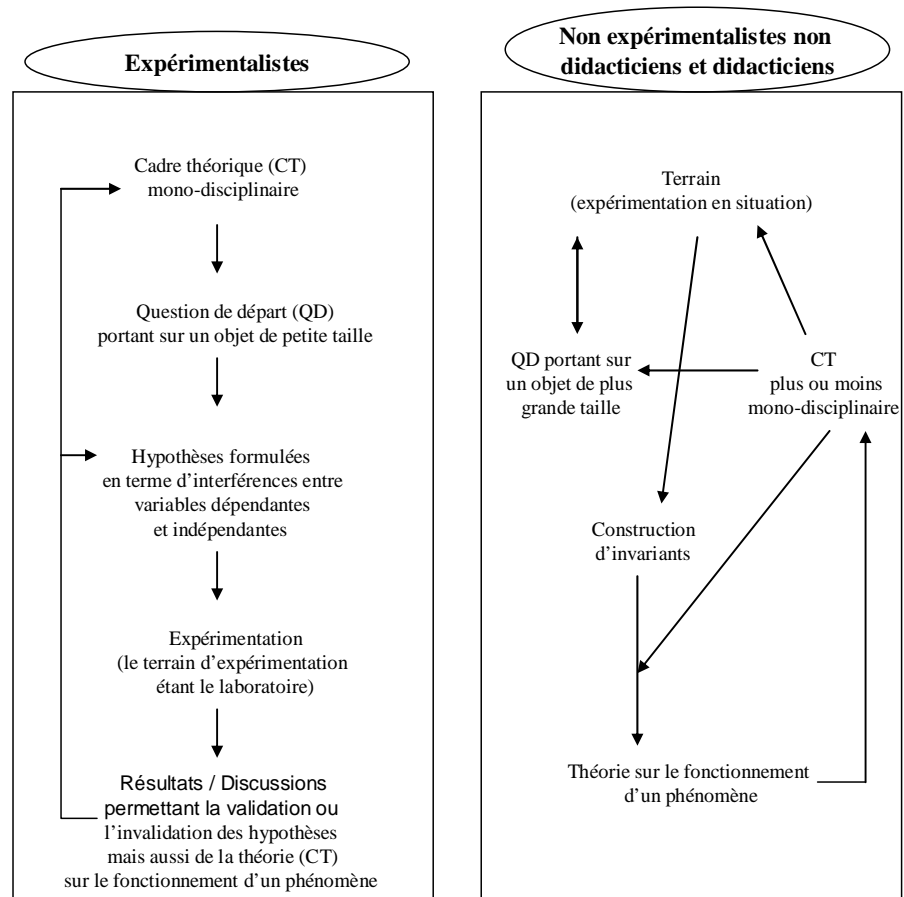 Expérimentalistes
Cadre théorique (CT)
mono-disciplinaire
Question de départ (QD)
portant sur un objet de petite taille
Hypothèses formulées
en terme d’interférences entre
variables dépendantes
et indépendantes
Expérimentation
(le terrain d’expérimentation
étant le laboratoire)
Résultats / Discussions
permettant la validation ou
l’invalidation des hypothèses
mais aussi de la théorie (CT)
sur le fonctionnement d’un phénomène
Non expérimentalistes non
didacticiens et didacticiens
Terrain
(expérimentation en situation)
QD portant sur
un objet de plus
grande taille
CT
plus ou moins
mono-disciplinaire
Construction
d’invariants
Théorie sur le fonctionnement
d’un phénomène